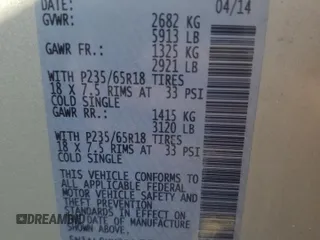 DATE: 04/14
GVWR: 2682 KG
5913 LB
GAWR FR.: 1325 KG
2921 LB
WITH P235/65R18 TIRES
18 X 7.5 RIMS AT 33 PSI
COLD SINGLE
GAWR RR.: 1415 KG
3120 LB
WITH P235/65R18 TIRES
18 X 7.5 RIMS AT 33 PSI
COLD SINGLE
THIS VEHICLE CONFORMS TO
ALL APPLICABLE FEDERAL
MOTOR VEHICLE SAFETY AND
THEFT PREVENTION
STANDARDS IN EFFECT ON
DATE OF MANUFACTURE
SHOWN ABOVE.
DREAMBID